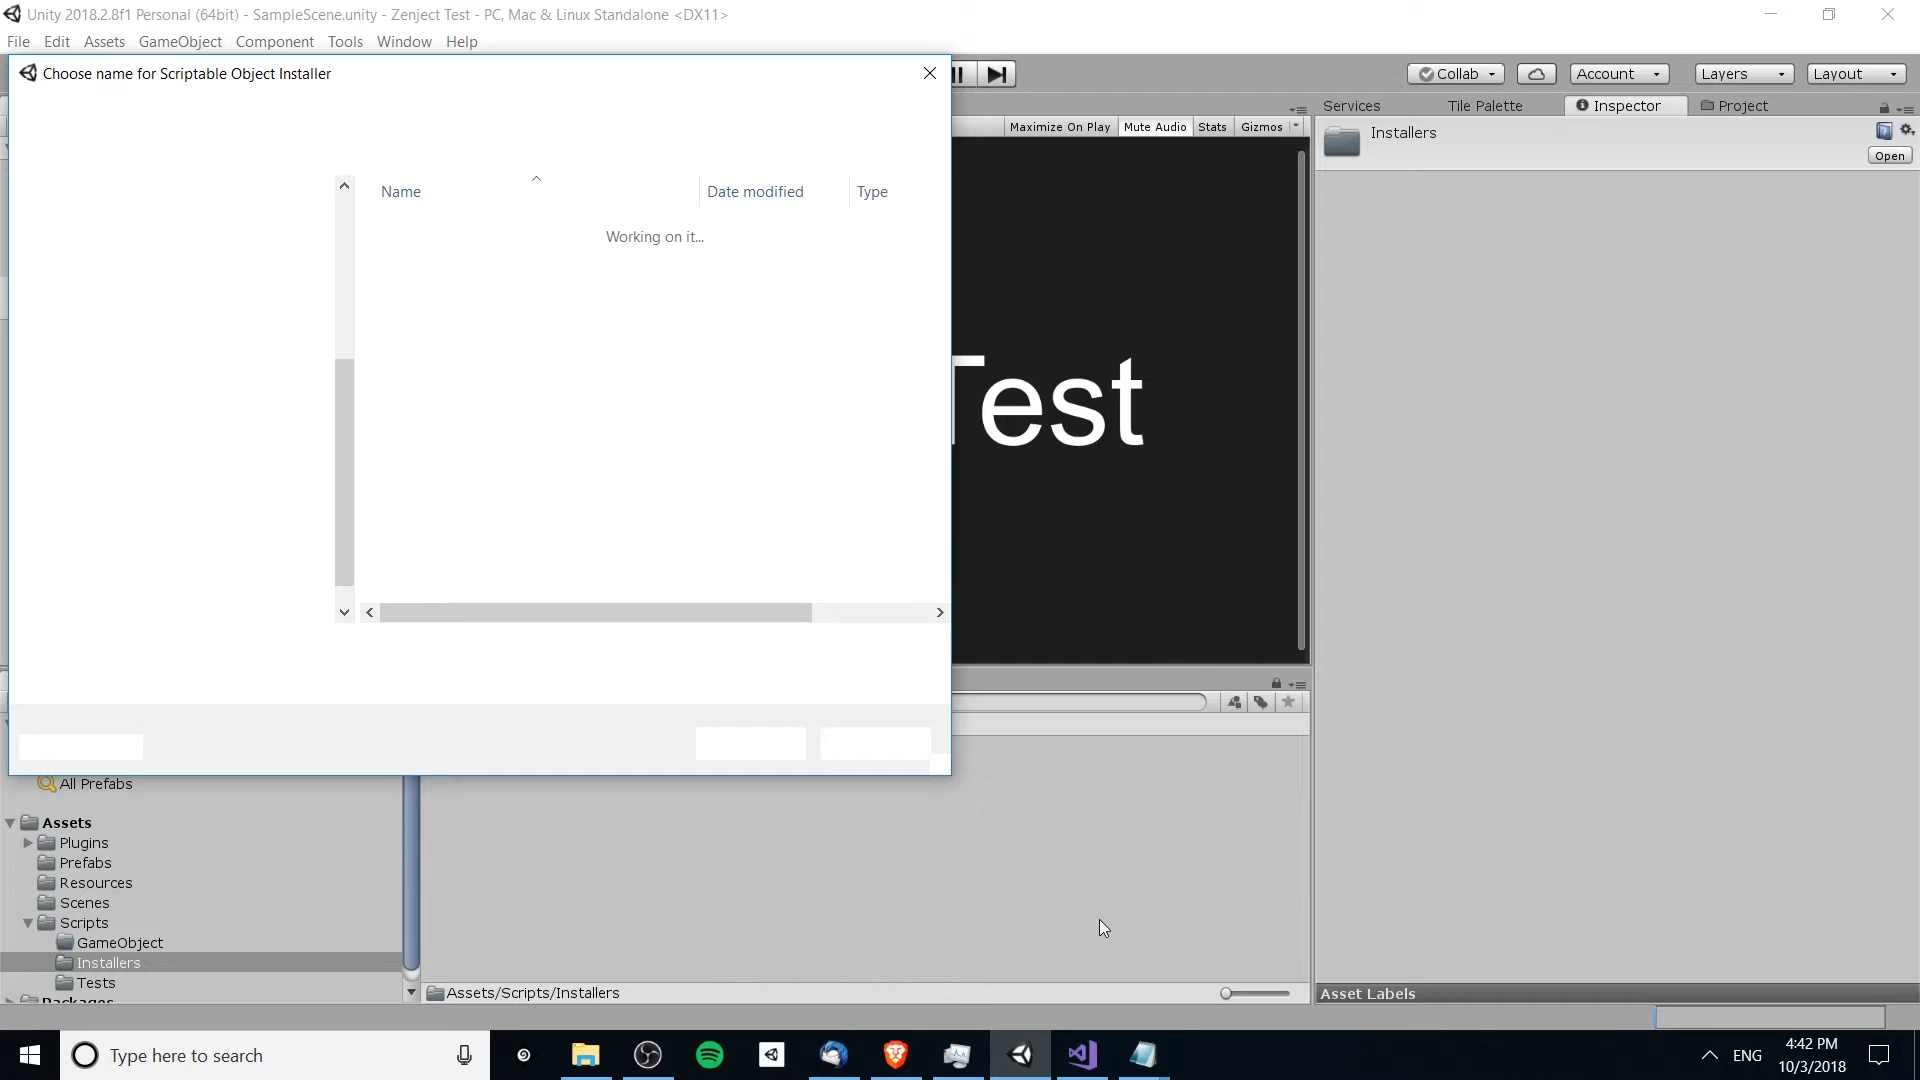 Unity 2018.2.8f1 Personal (64bit) - SampleScene.unity - Zenject Test - PC, Mac & Linux Standalone <DX11>
File Edit Assets GameObject Component Tools Window Help
Choose name for Scriptable Object Installer
Collab Account Layers Layout
Services Tile Palette Inspector Project
Maximize On Play Mute Audio Stats Gizmos
Installers
Open
Name Date modified Type
Working on it...
Test
All Prefabs
Assets
Plugins
Prefabs
Resources
Scenes
Scripts
GameObject
Installers
Tests
Packages
Assets/Scripts/Installers
Asset Labels
Type here to search
ENG
4:42 PM
10/3/2018